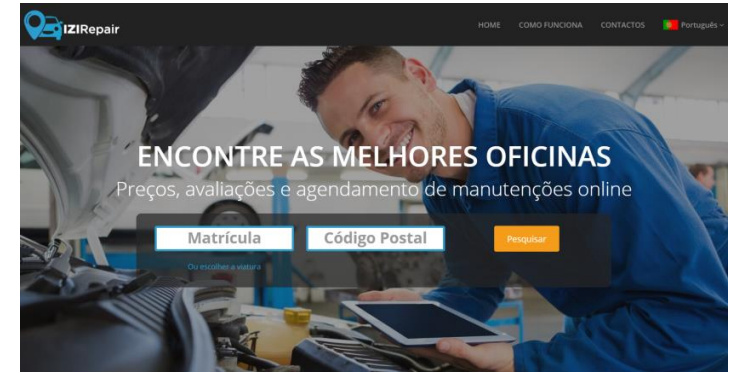 IZIRepair
HOME COMO FUNCIONA CONTACTOS Português
ENCONTRE AS MELHORES OFICINAS
Preços, avaliações e agendamento de manutenções online
Matrícula Código Postal Pesquisar
Ou escolher a viatura